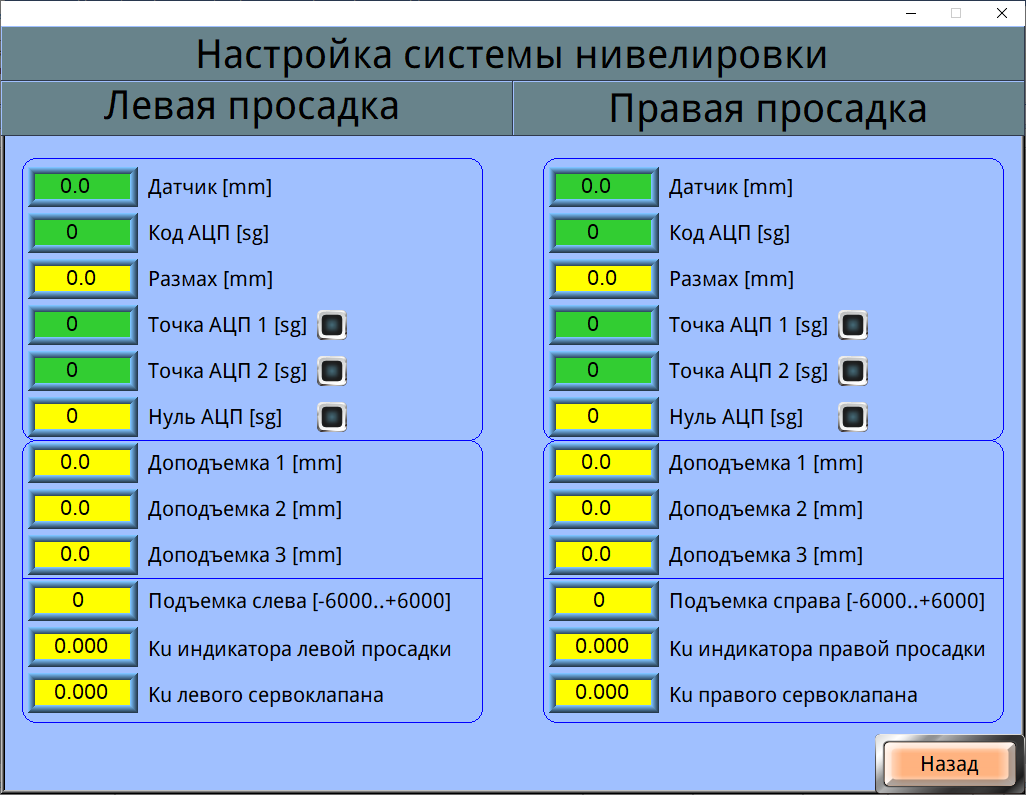 Настройка системы нивелировки
Левая просадка
0.0 Датчик [mm]
0 Код АЦП [sg]
0.0 Размах [mm]
0 Точка АЦП 1 [sg]
0 Точка АЦП 2 [sg]
0 Нуль АЦП [sg]
0.0 Доподъемка 1 [mm]
0.0 Доподъемка 2 [mm]
0.0 Доподъемка 3 [mm]
0 Подъемка слева [-6000..+6000]
0.000 Ku индикатора левой просадки
0.000 Ku левого сервоклапана
Правая просадка
0.0 Датчик [mm]
0 Код АЦП [sg]
0.0 Размах [mm]
0 Точка АЦП 1 [sg]
0 Точка АЦП 2 [sg]
0 Нуль АЦП [sg]
0.0 Доподъемка 1 [mm]
0.0 Доподъемка 2 [mm]
0.0 Доподъемка 3 [mm]
0 Подъемка справа [-6000..+6000]
0.000 Ku индикатора правой просадки
0.000 Ku правого сервоклапана
Назад